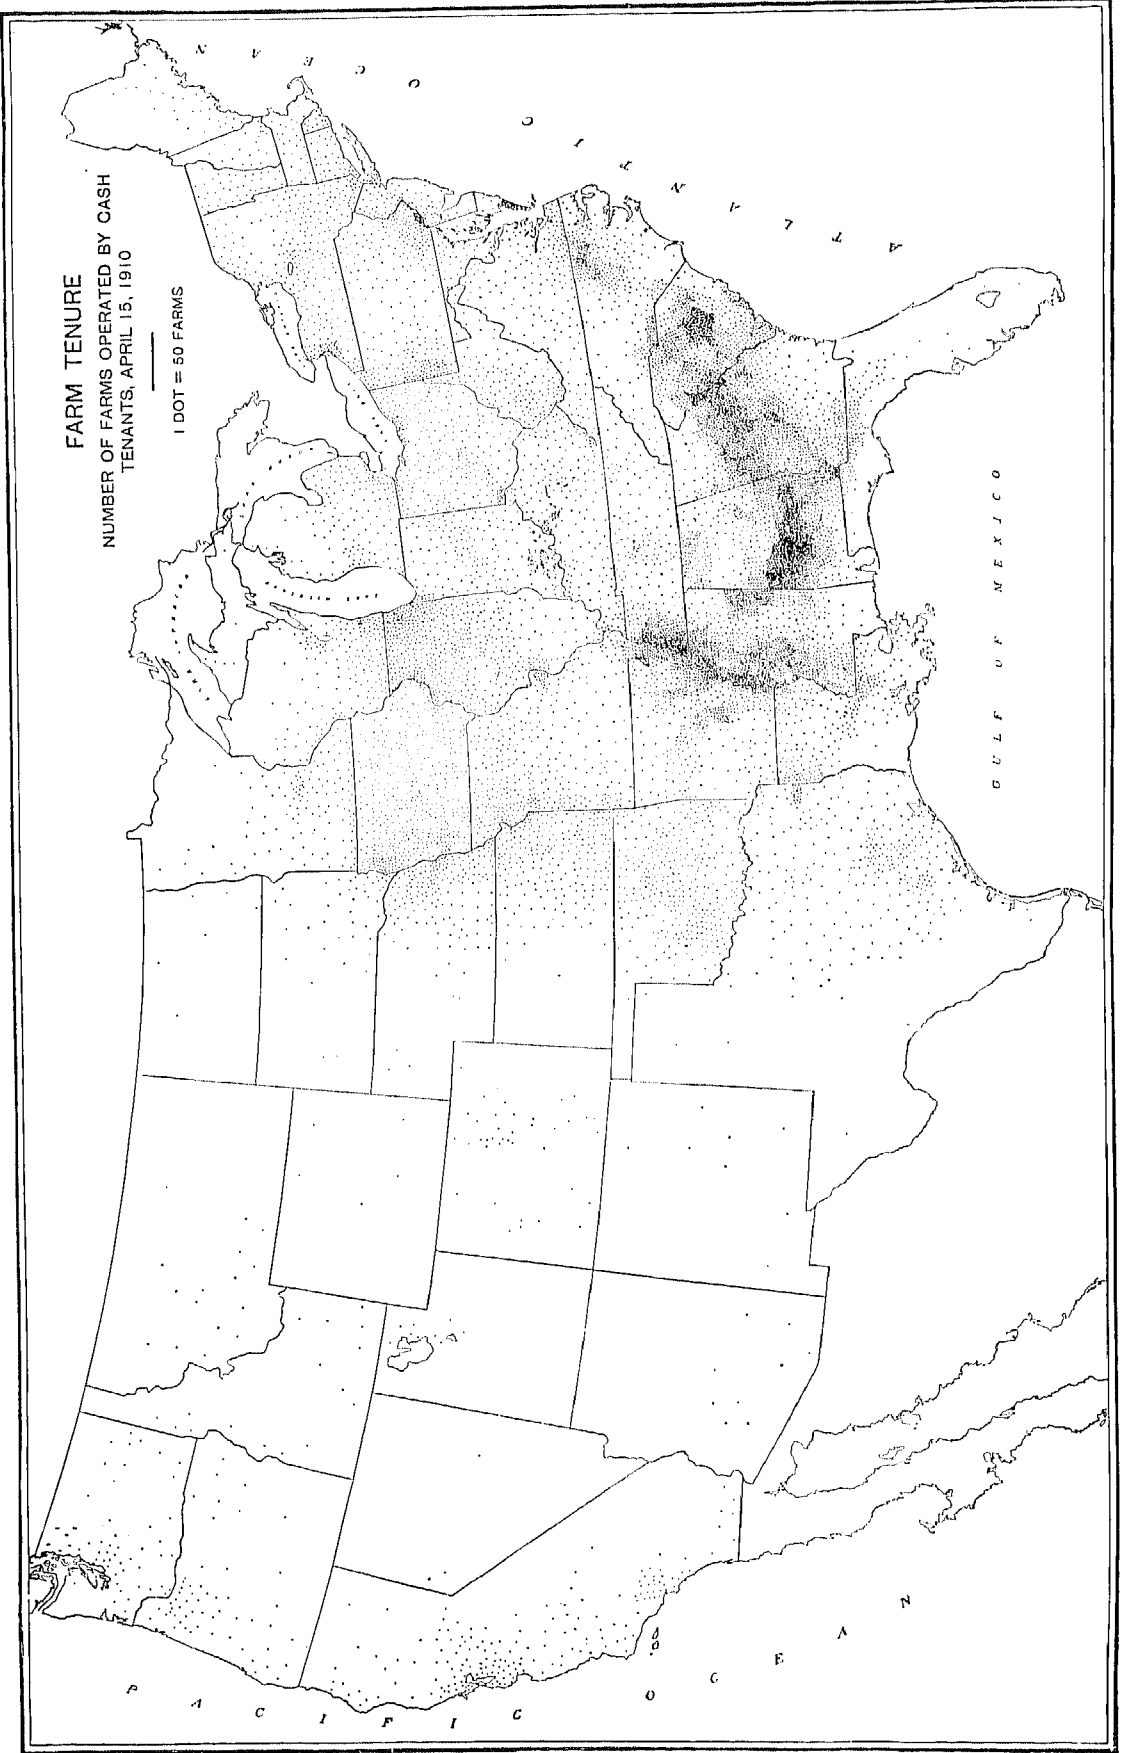 FARM TENURE
NUMBER OF FARMS OPERATED BY CASH
TENANTS, APRIL 15, 1910
1 DOT = 50 FARMS
ATLANTIC OCEAN
GULF OF MEXICO
PACIFIC OCEAN